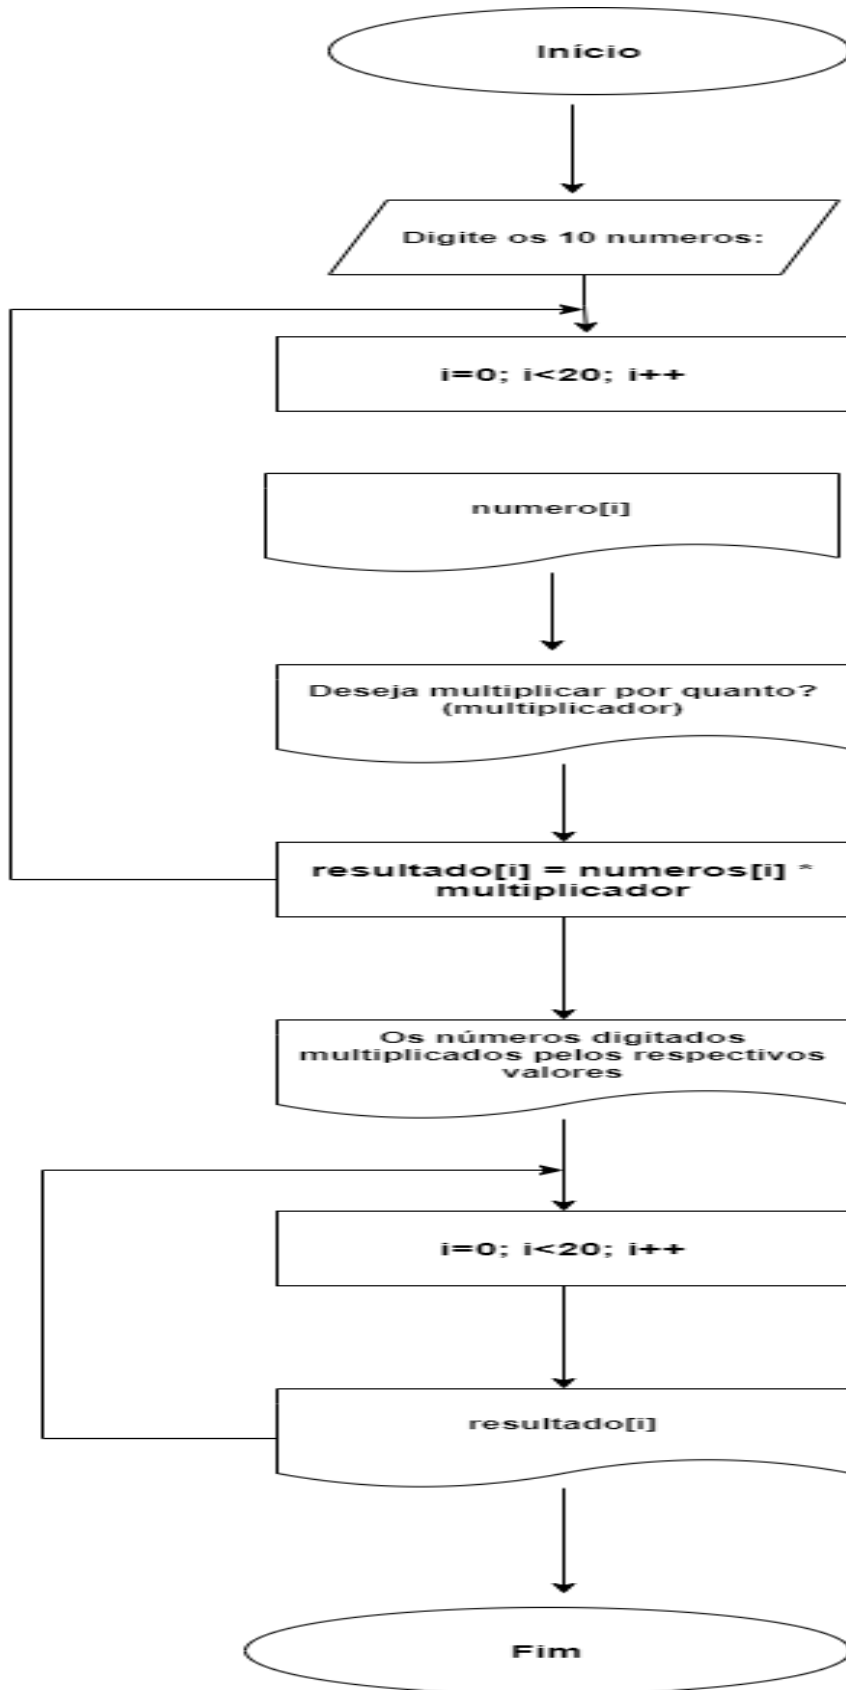 Início
Digite os 10 numeros:
i=0; i<20; i++
numero[i]
Deseja multiplicar por quanto?
(multiplicador)
resultado[i] = numeros[i] *
multiplicador
Os números digitados
multiplicados pelos respectivos
valores
i=0; i<20; i++
resultado[i]
Fim